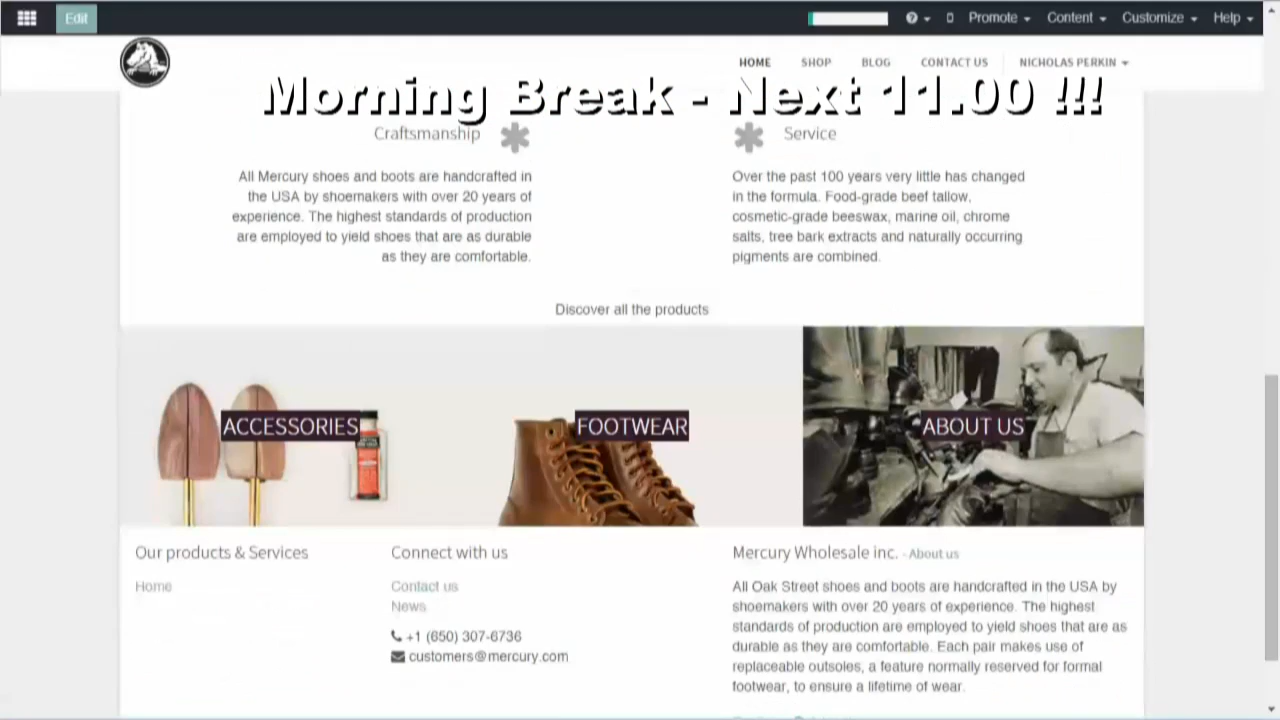 Edit
Promote
Content
Customize
Help
HOME
SHOP
BLOG
CONTACT US
NICHOLAS PERKIN
Morning Break - Next 11.00 !!!
Craftsmanship
All Mercury shoes and boots are handcrafted in
the USA by shoemakers with over 20 years of
experience. The highest standards of production
are employed to yield shoes that are as durable
as they are comfortable.
Service
Over the past 100 years very little has changed
in the formula. Food-grade beef tallow,
cosmetic-grade beeswax, marine oil, chrome
salts, tree bark extracts and naturally occurring
pigments are combined.
Discover all the products
ACCESSORIES
FOOTWEAR
ABOUT US
Our products & Services
Home
Connect with us
Contact us
News
+1 (650) 307-6736
customers@mercury.com
Mercury Wholesale inc. - About us
All Oak Street shoes and boots are handcrafted in the USA by
shoemakers with over 20 years of experience. The highest
standards of production are employed to yield shoes that are as
durable as they are comfortable. Each pair makes use of
replaceable outsoles, a feature normally reserved for formal
footwear, to ensure a lifetime of wear.